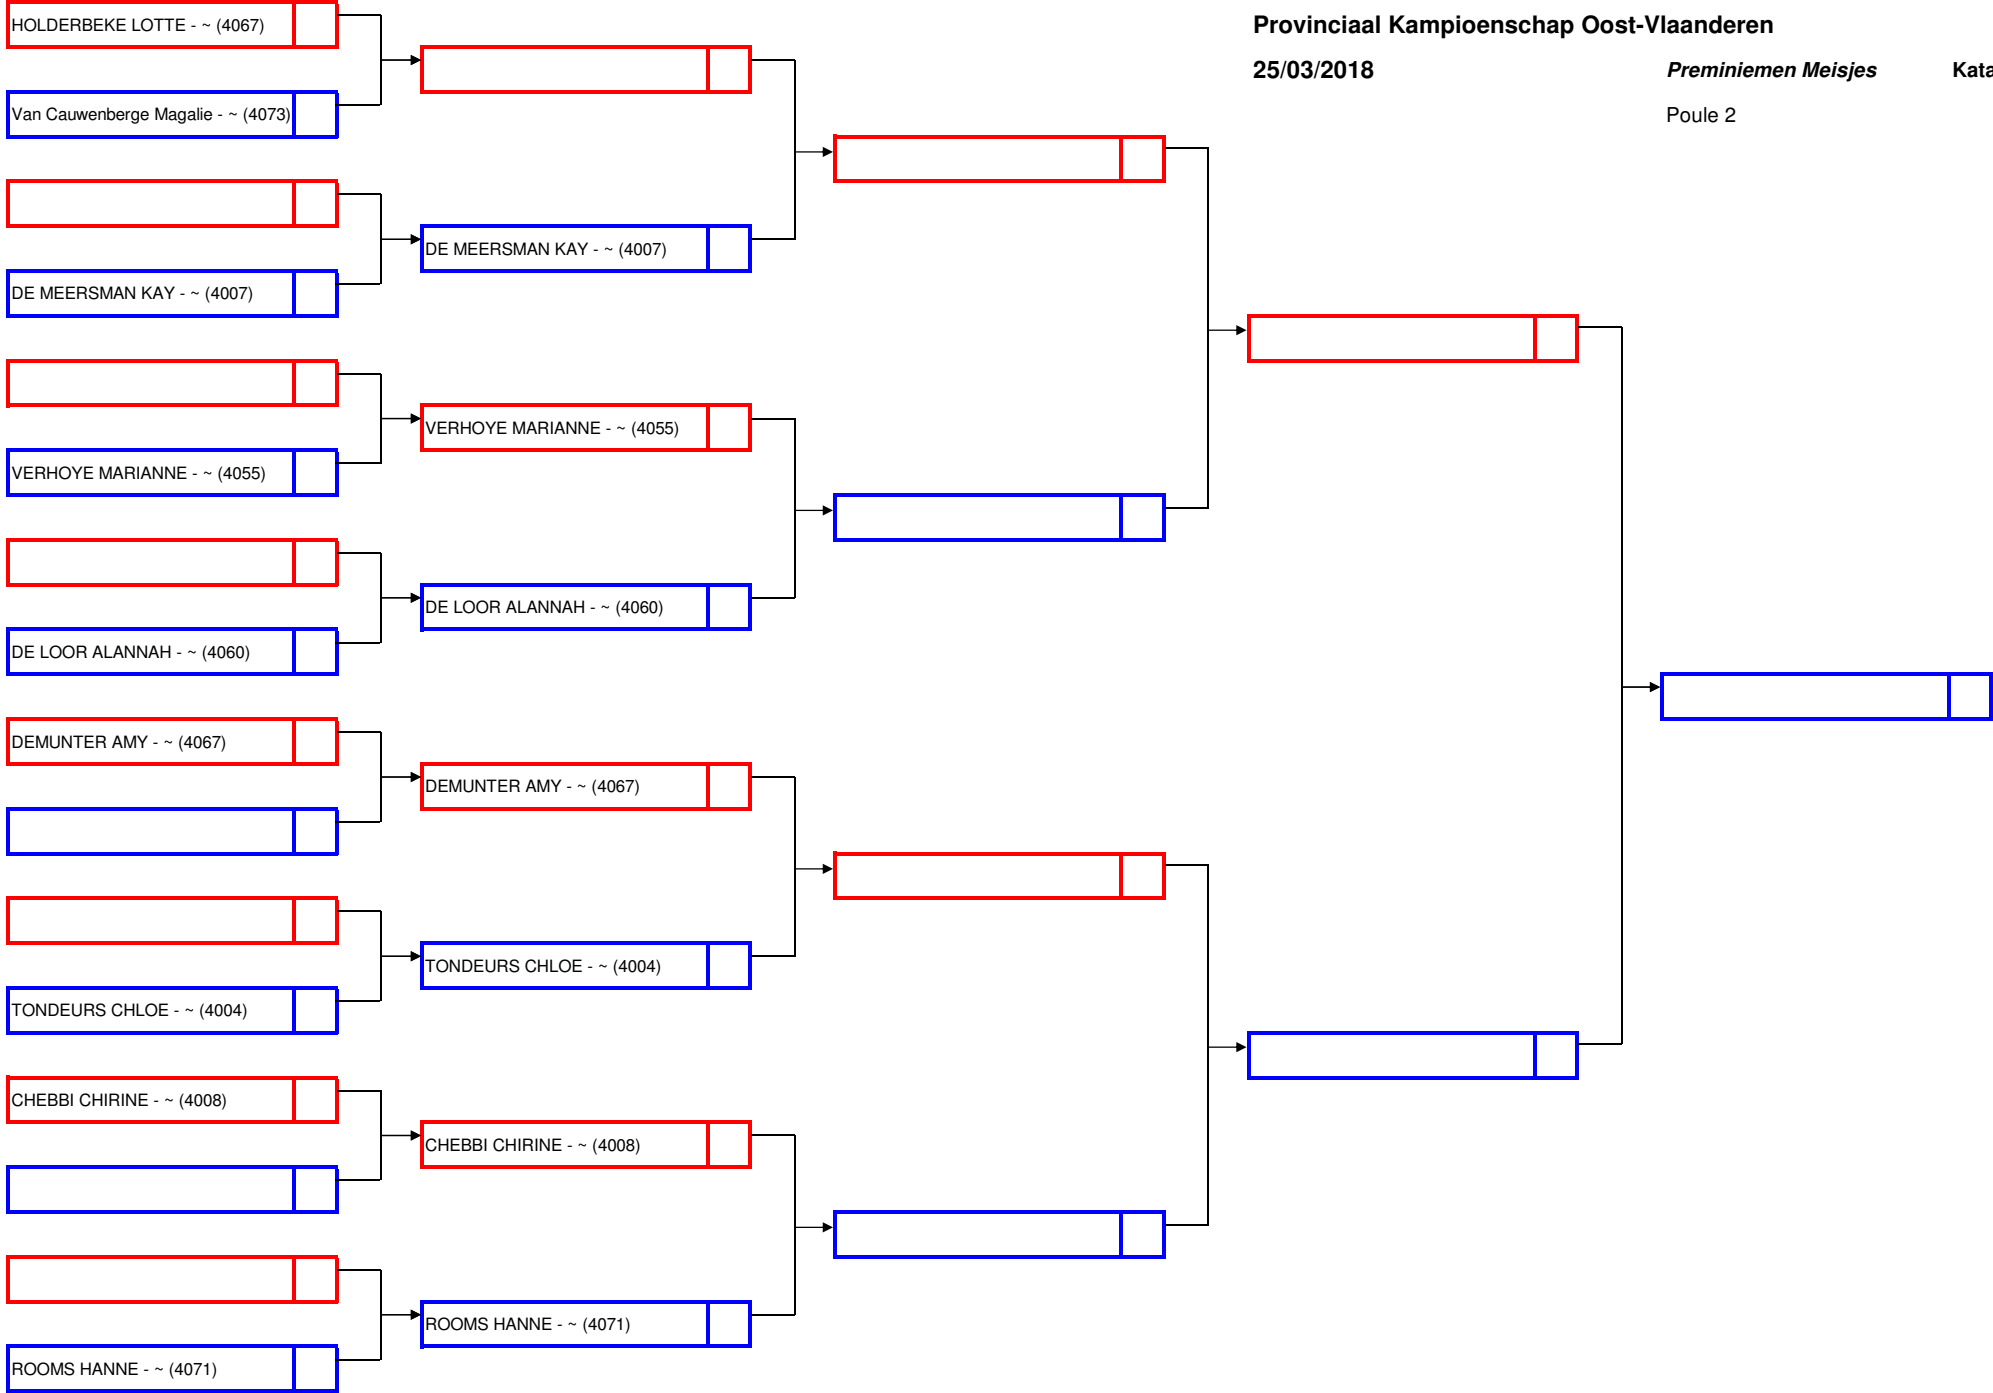 Provinciaal Kampioenschap Oost-Vlaanderen
25/03/2018 Preminiemen Meisjes Kata
Poule 2
HOLDERBEKE LOTTE - ~ (4067)
Van Cauwenberge Magalie - ~ (4073)
DE MEERSMAN KAY - ~ (4007)
VERHOYE MARIANNE - ~ (4055)
DE LOOR ALANNAH - ~ (4060)
DEMUNTER AMY - ~ (4067)
TONDEURS CHLOE - ~ (4004)
CHEBBI CHIRINE - ~ (4008)
ROOMS HANNE - ~ (4071)
DE MEERSMAN KAY - ~ (4007)
VERHOYE MARIANNE - ~ (4055)
DE LOOR ALANNAH - ~ (4060)
DEMUNTER AMY - ~ (4067)
TONDEURS CHLOE - ~ (4004)
CHEBBI CHIRINE - ~ (4008)
ROOMS HANNE - ~ (4071)